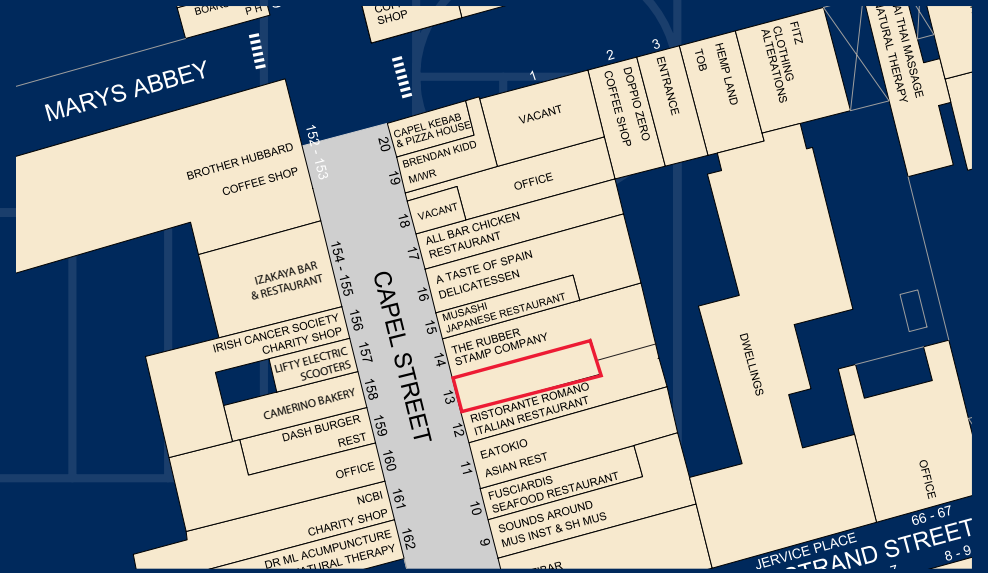 P H
COFFEE
SHOP
MARYS ABBEY
BROTHER HUBBARD
COFFEE SHOP
152 - 153
IZAKAYA BAR
& RESTAURANT
154 - 155
IRISH CANCER SOCIETY
CHARITY SHOP
156
LIFTY ELECTRIC
SCOOTERS
157
CAMERINO BAKERY
158
DASH BURGER
REST
159
OFFICE
160
NCBI
CHARITY SHOP
161
DR ML ACUMPUNCTURE
NATURAL THERAPY
162
CAPEL STREET
20
CAPEL KEBAB
& PIZZA HOUSE
BRENDAN KIDD
M/WR
19
VACANT
OFFICE
18
ALL BAR CHICKEN
RESTAURANT
17
A TASTE OF SPAIN
DELICATESSEN
16
MUSASHI
JAPANESE RESTAURANT
15
THE RUBBER
STAMP COMPANY
14
13
RISTORANTE ROMANO
ITALIAN RESTAURANT
12
EATOKIO
ASIAN REST
11
FUSCIARDIS
SEAFOOD RESTAURANT
10
SOUNDS AROUND
MUS INST & SH MUS
9
1
VACANT
2
DOPPIO ZERO
COFFEE SHOP
3
ENTRANCE
HEMP LAND
TOB
FITZ
CLOTHING
ALTERATIONS
THAI MASSAGE
NATURAL THERAPY
DWELLINGS
OFFICE
66 - 67
JERVICE PLACE
STRAND STREET
8 - 9